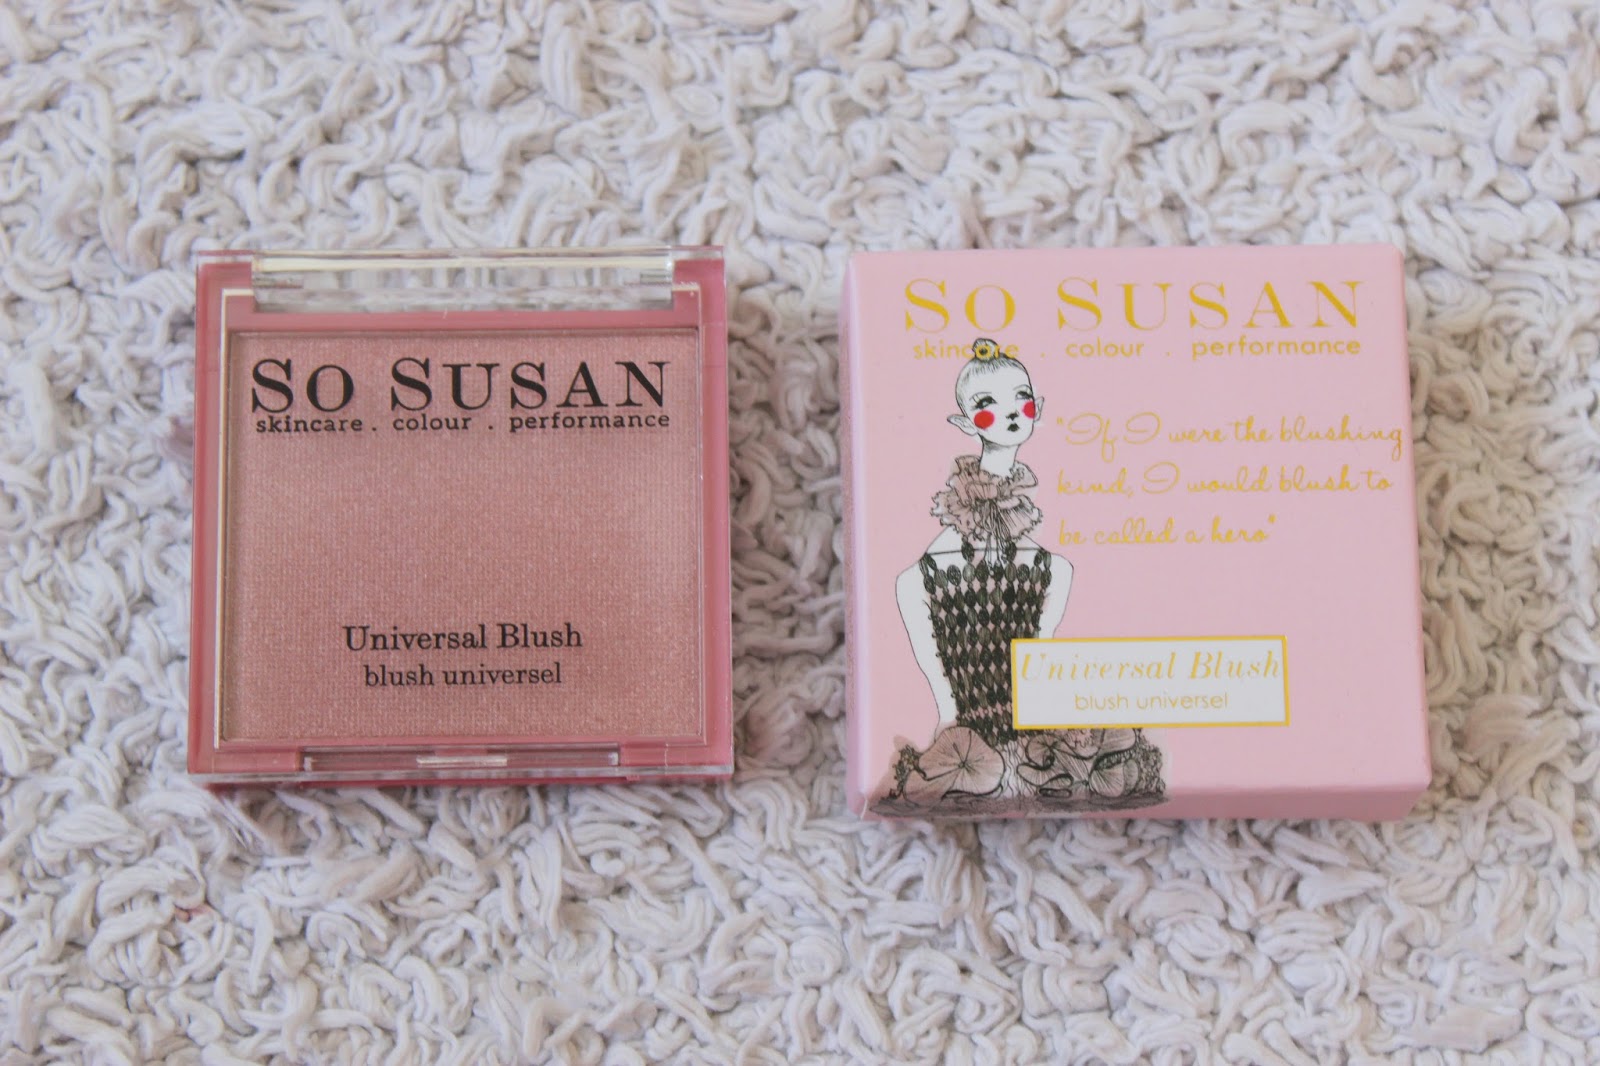 So Susan
skincare . colour . performance
Universal Blush
blush universel
So Susan
skincare . colour . performance
"If I were the blushing
kind, I would blush to
be called a hero"
Universal Blush
blush universel